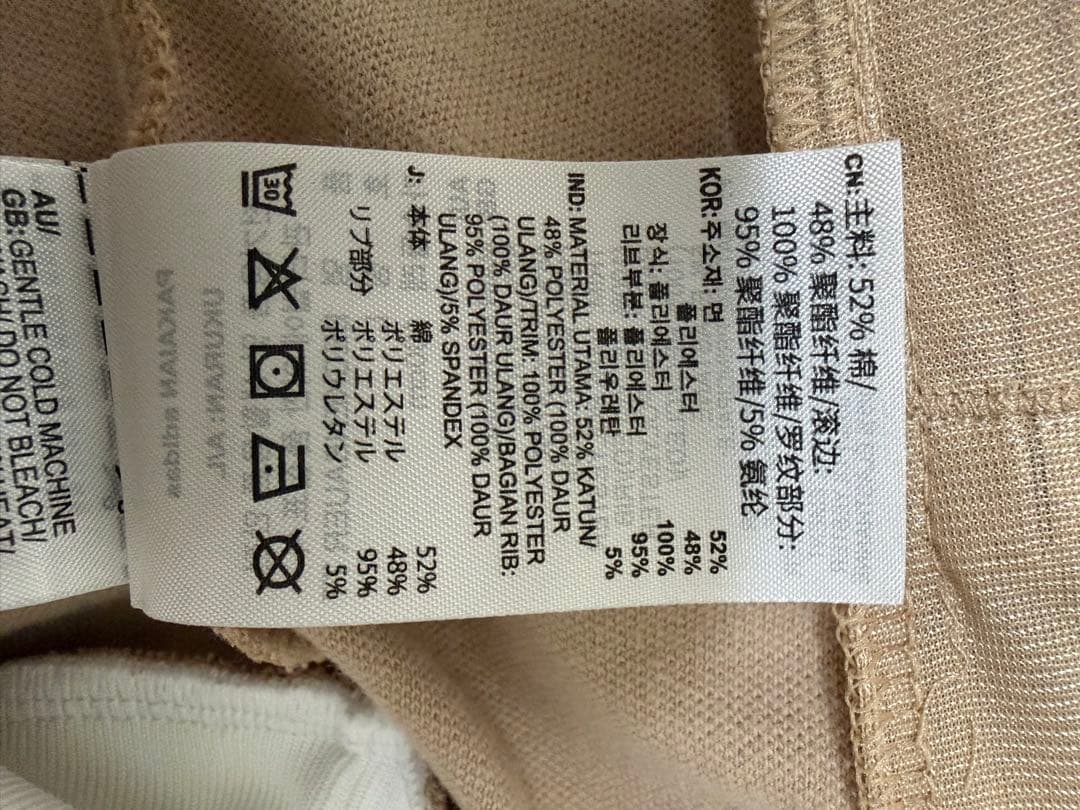 CN:主料: 52% 棉/
48% 聚酯纤维/滚边:
100% 聚酯纤维/罗纹部分:
95% 聚酯纤维/5% 氨纶
KOR:주소재: 면 52%
폴리에스터 48%
장식: 폴리에스터 100%
리브부분: 폴리에스터 95%
폴리우레탄 5%
IND: MATERIAL UTAMA: 52% KATUN/
48% POLYESTER (100% DAUR
ULANG)/TRIM: 100% POLYESTER
(100% DAUR ULANG)/BAGIAN RIB:
95% POLYESTER (100% DAUR
ULANG)/5% SPANDEX
J: 本体 綿 52%
ポリエステル 48%
リブ部分 ポリエステル 95%
ポリウレタン 5%
30
AU/
GB:GENTLE COLD MACHINE
DO NOT BLEACH/